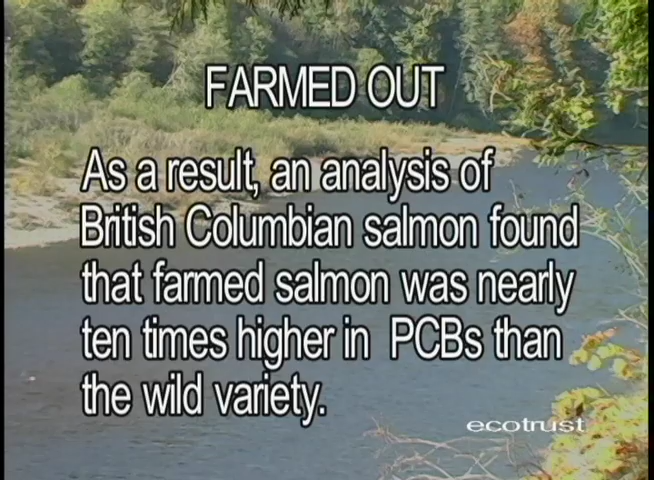 FARMED OUT
As a result, an analysis of
British Columbian salmon found
that farmed salmon was nearly
ten times higher in PCBs than
the wild variety.
ecotrust